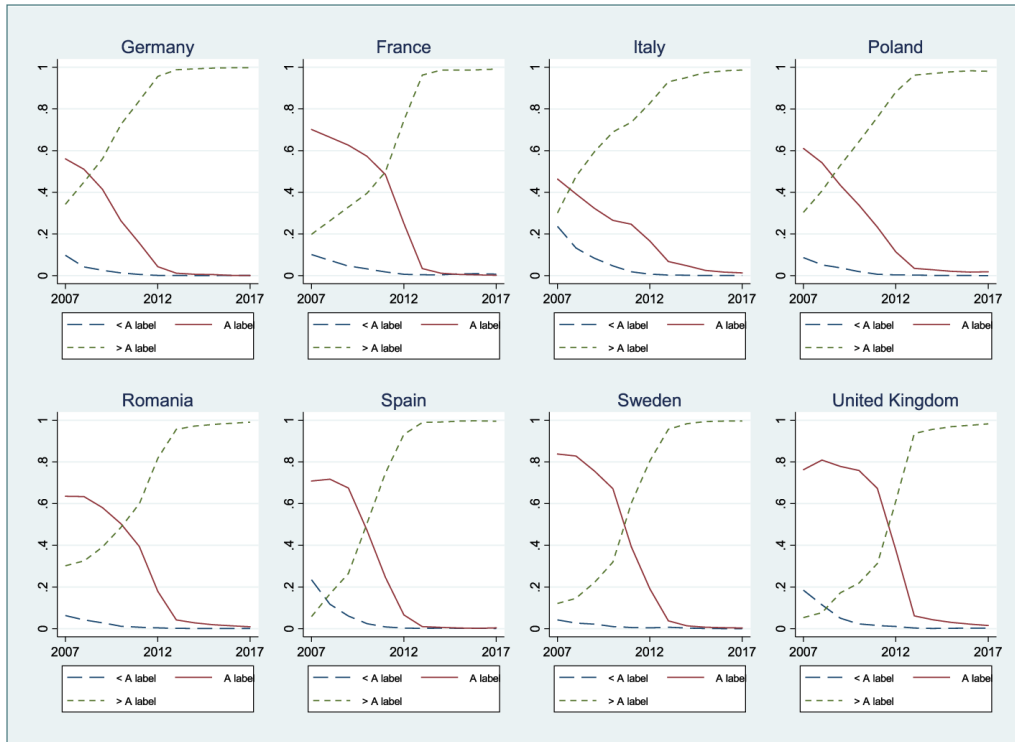 Germany France Italy Poland
0 .2 .4 .6 .8 1 0 .2 .4 .6 .8 1 0 .2 .4 .6 .8 1 0 .2 .4 .6 .8 1
2007 2012 2017 2007 2012 2017 2007 2012 2017 2007 2012 2017
< A label A label < A label A label < A label A label < A label A label
> A label > A label > A label > A label
Romania Spain Sweden United Kingdom
0 .2 .4 .6 .8 1 0 .2 .4 .6 .8 1 0 .2 .4 .6 .8 1 0 .2 .4 .6 .8 1
2007 2012 2017 2007 2012 2017 2007 2012 2017 2007 2012 2017
< A label A label < A label A label < A label A label < A label A label
> A label > A label > A label > A label